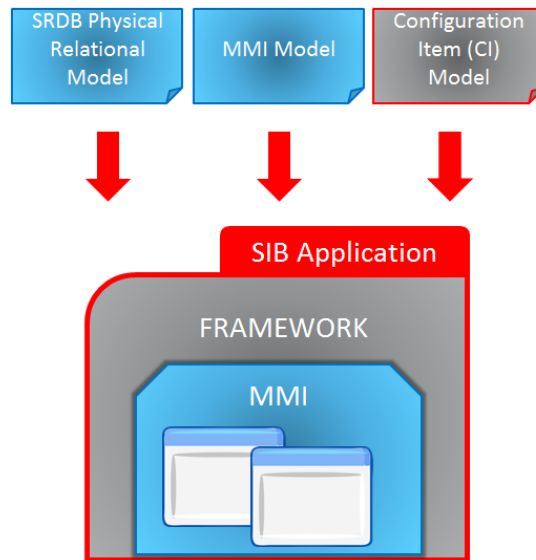 SRDB Physical
Relational
Model
MMI Model
Configuration
Item (CI)
Model
SIB Application
FRAMEWORK
MMI